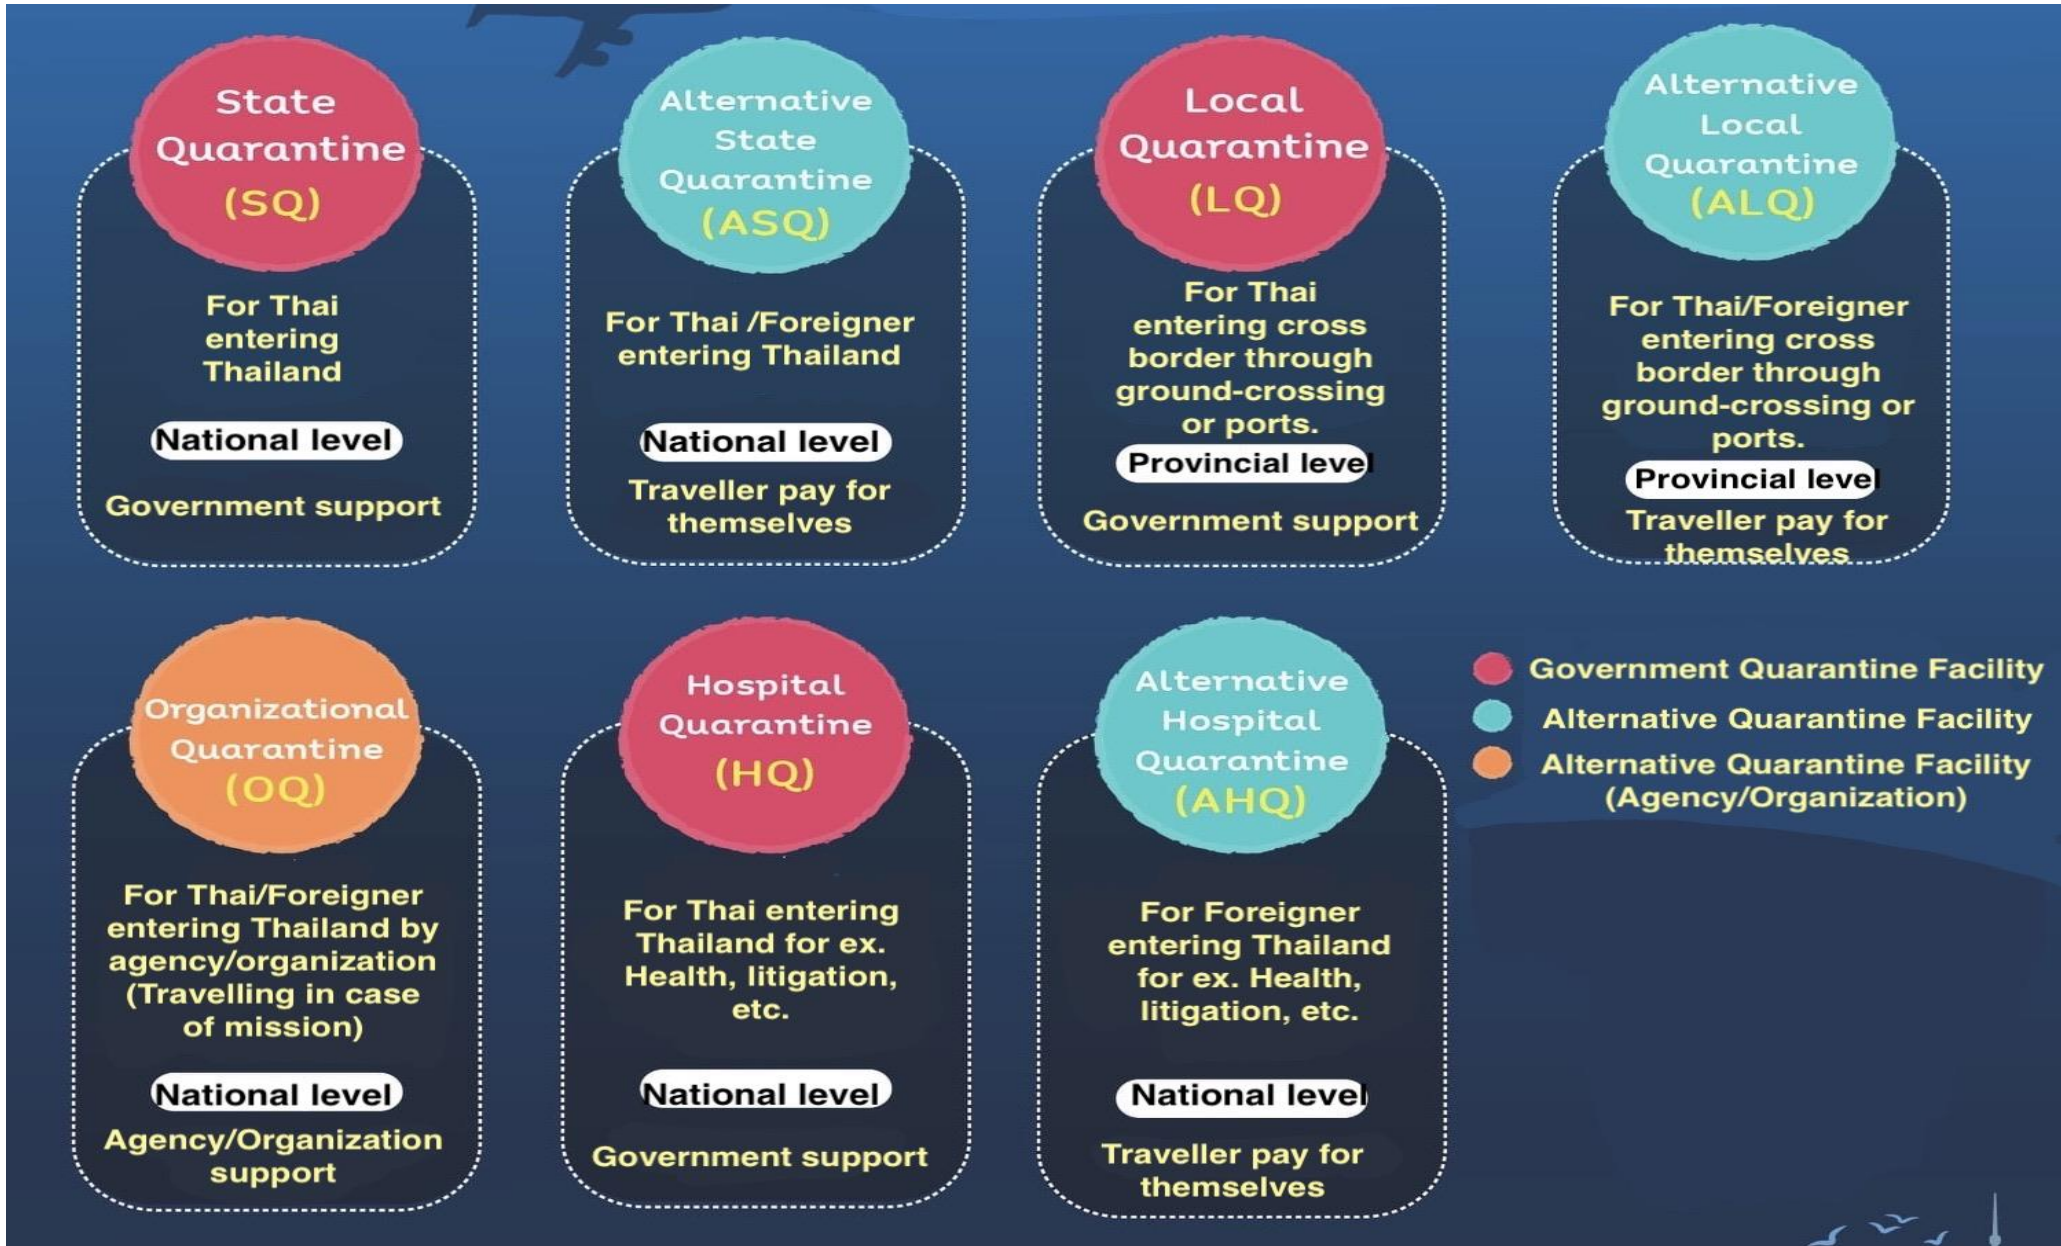 State
Quarantine
(SQ)
For Thai
entering
Thailand
National level
Government support
Alternative
State
Quarantine
(ASQ)
For Thai /Foreigner
entering Thailand
National level
Traveller pay for
themselves
Local
Quarantine
(LQ)
For Thai
entering cross
border through
ground-crossing
or ports.
Provincial level
Government support
Alternative
Local
Quarantine
(ALQ)
For Thai/Foreigner
entering cross
border through
ground-crossing or
ports.
Provincial level
Traveller pay for
themselves
Organizational
Quarantine
(OQ)
For Thai/Foreigner
entering Thailand by
agency/organization
(Travelling in case
of mission)
National level
Agency/Organization
support
Hospital
Quarantine
(HQ)
For Thai entering
Thailand for ex.
Health, litigation,
etc.
National level
Government support
Alternative
Hospital
Quarantine
(AHQ)
For Foreigner
entering Thailand
for ex. Health,
litigation, etc.
National level
Traveller pay for
themselves
Government Quarantine Facility
Alternative Quarantine Facility
Alternative Quarantine Facility
(Agency/Organization)